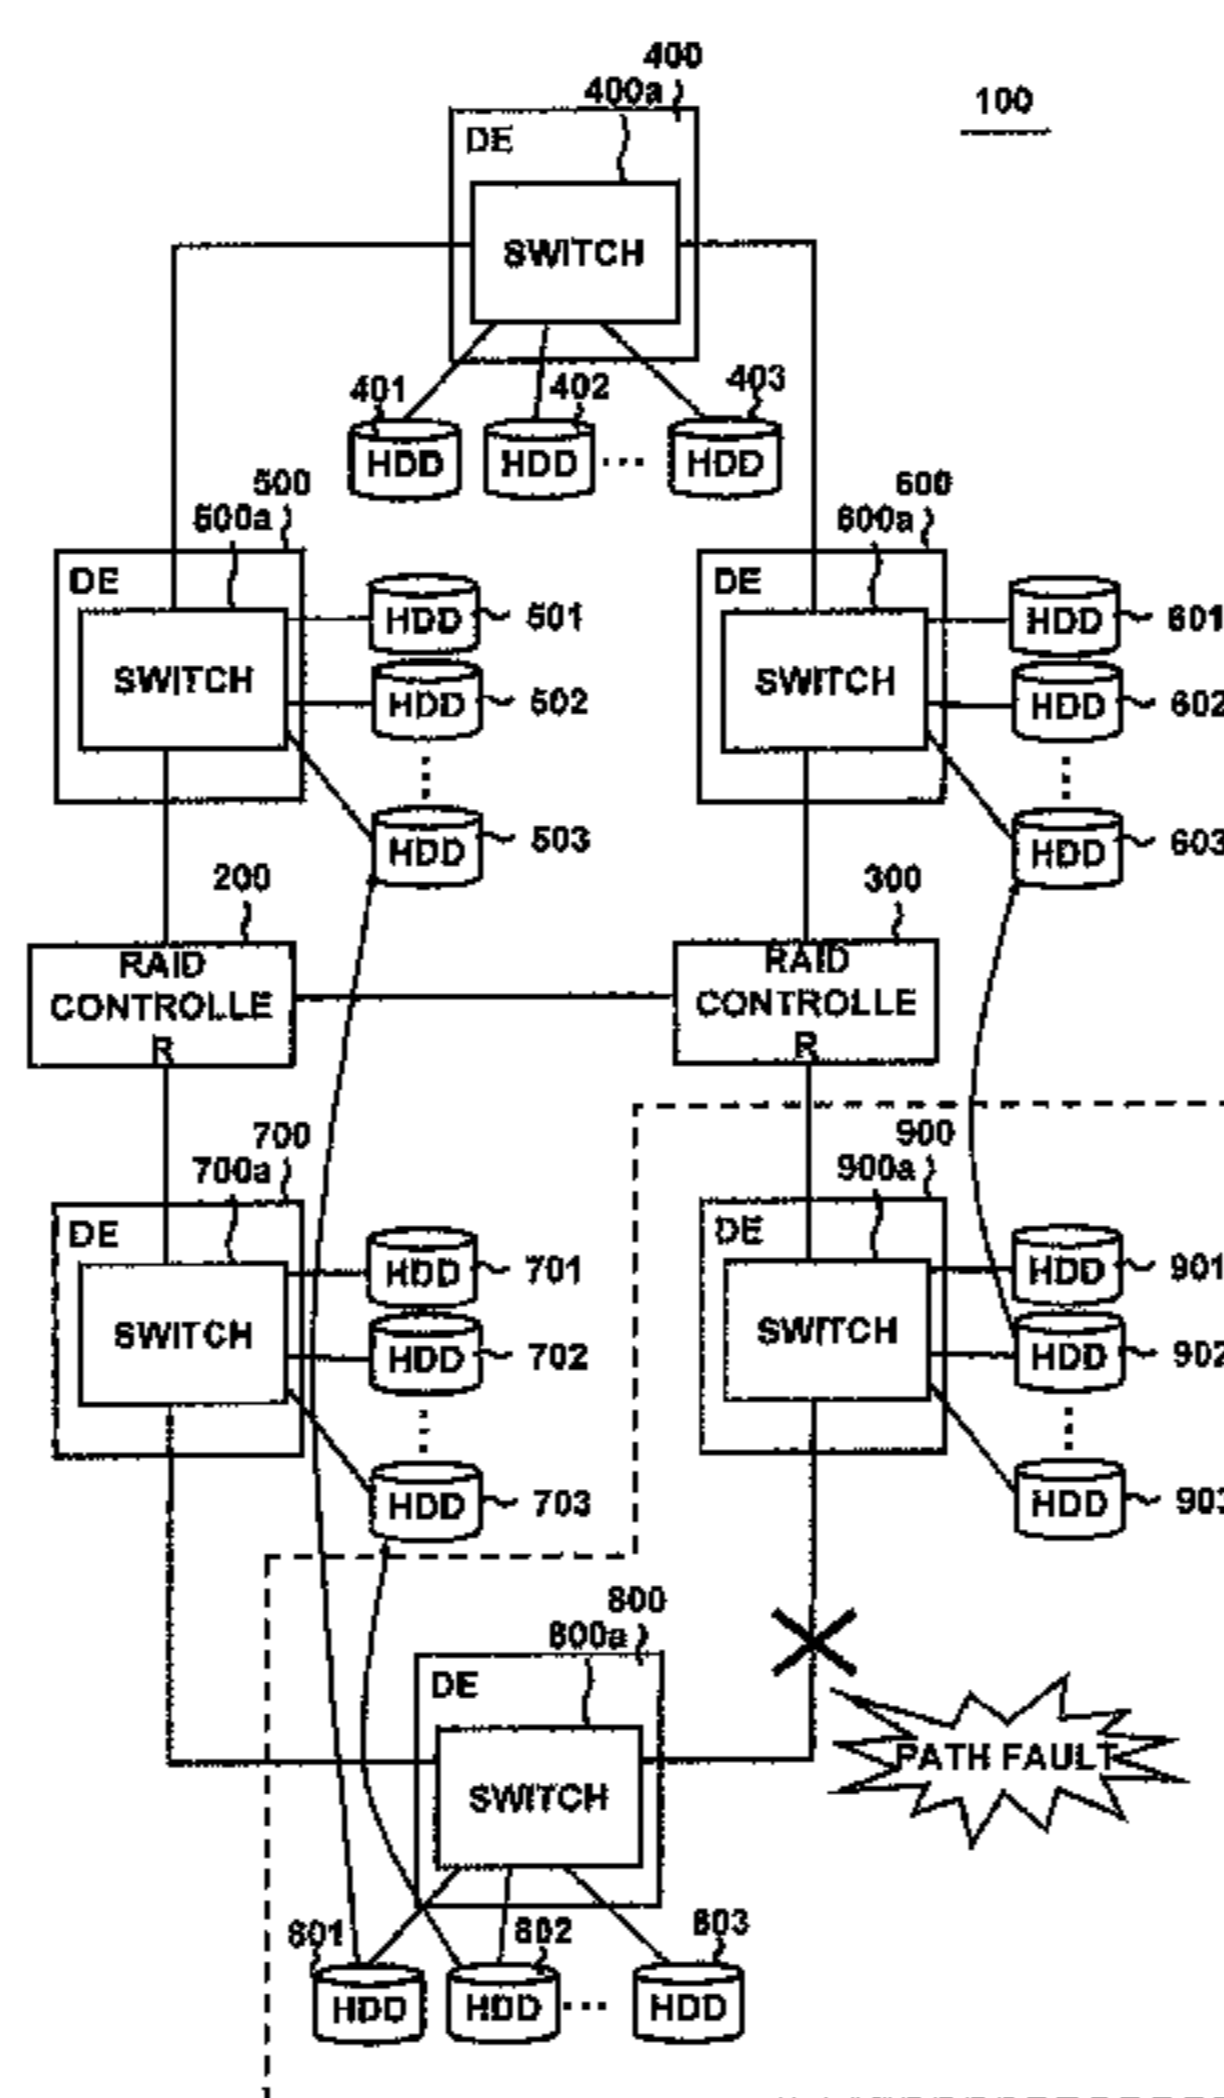 400
400a
100
DE
SWITCH
401
402
403
HDD
HDD
...
HDD
500
500a
600
600a
DE
HDD
501
DE
HDD
601
SWITCH
HDD
502
SWITCH
HDD
602
HDD
503
HDD
603
200
300
RAID
CONTROLLE
R
RAID
CONTROLLE
R
700
700a
900
900a
DE
HDD
701
DE
HDD
901
SWITCH
HDD
702
SWITCH
HDD
902
HDD
703
HDD
903
800
800a
DE
SWITCH
PATH FAULT
801
802
803
HDD
HDD
...
HDD